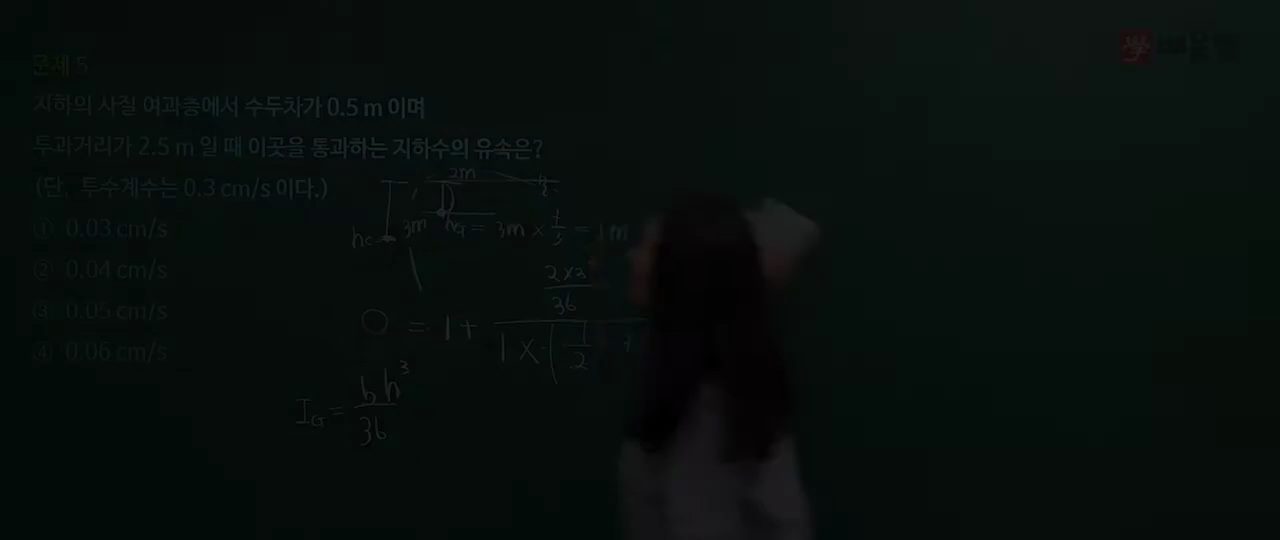 문제 5
지하의 사질 여과층에서 수두차가 0.5 m 이며
투과거리가 2.5 m 일 때 이곳을 통과하는 지하수의 유속은?
(단, 투수계수는 0.3 cm/s 이다.)
① 0.03 cm/s
② 0.04 cm/s
③ 0.05 cm/s
④ 0.06 cm/s
2m
3m
hc
hG = 3m × 1/3 = 1m
2×3
36
0 = 1 +
1 × ( 1/2
IG = bh³/36